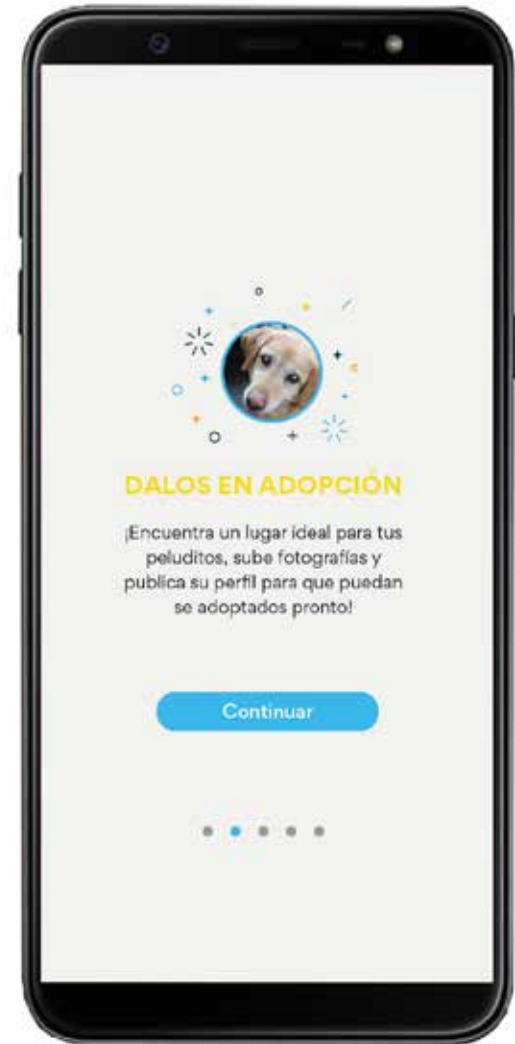 DALOS EN ADOPCIÓN
¡Encuentra un lugar ideal para tus
peluditos, sube fotografías y
publica su perfil para que puedan
se adoptados pronto!
Continuar